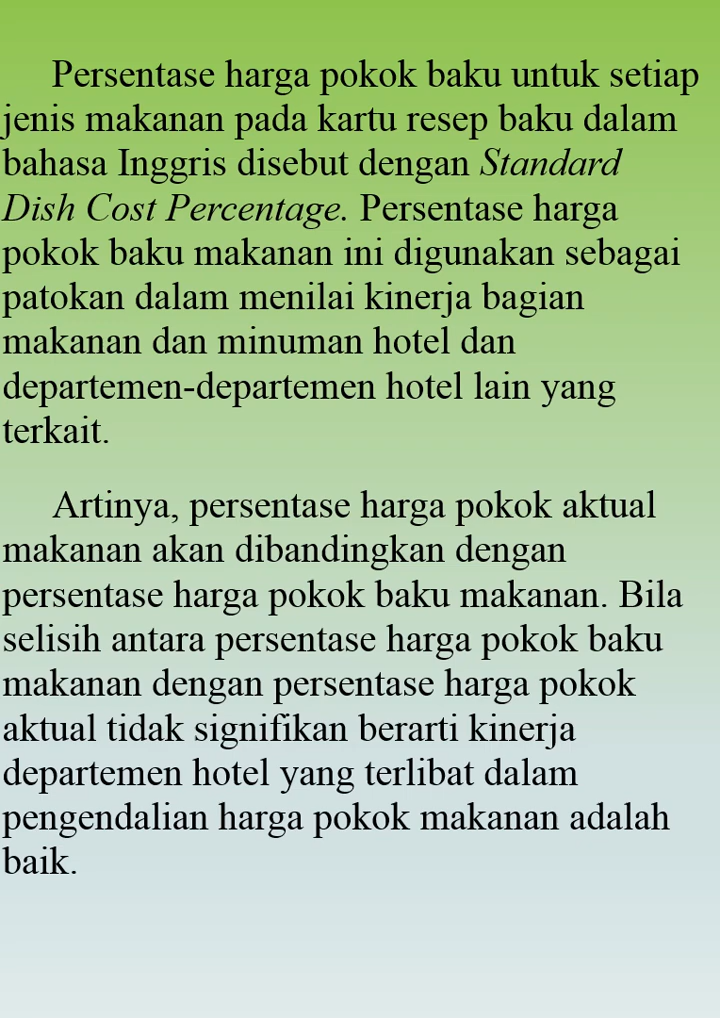 Persentase harga pokok baku untuk setiap
jenis makanan pada kartu resep baku dalam
bahasa Inggris disebut dengan Standard
Dish Cost Percentage. Persentase harga
pokok baku makanan ini digunakan sebagai
patokan dalam menilai kinerja bagian
makanan dan minuman hotel dan
departemen-departemen hotel lain yang
terkait.
Artinya, persentase harga pokok aktual
makanan akan dibandingkan dengan
persentase harga pokok baku makanan. Bila
selisih antara persentase harga pokok baku
makanan dengan persentase harga pokok
aktual tidak signifikan berarti kinerja
departemen hotel yang terlibat dalam
pengendalian harga pokok makanan adalah
baik.